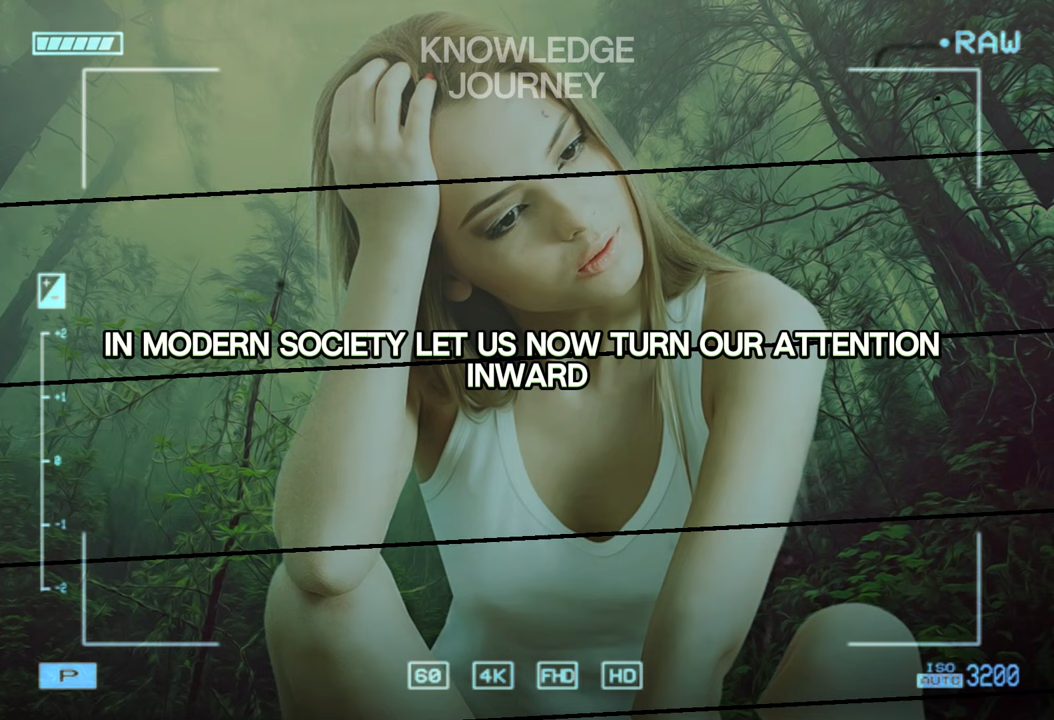 KNOWLEDGE
JOURNEY
RAW
IN MODERN SOCIETY LET US NOW TURN OUR ATTENTION
INWARD
+2
+1
0
-1
-2
P
60 4K FHD HD
ISO
AUTO 3200